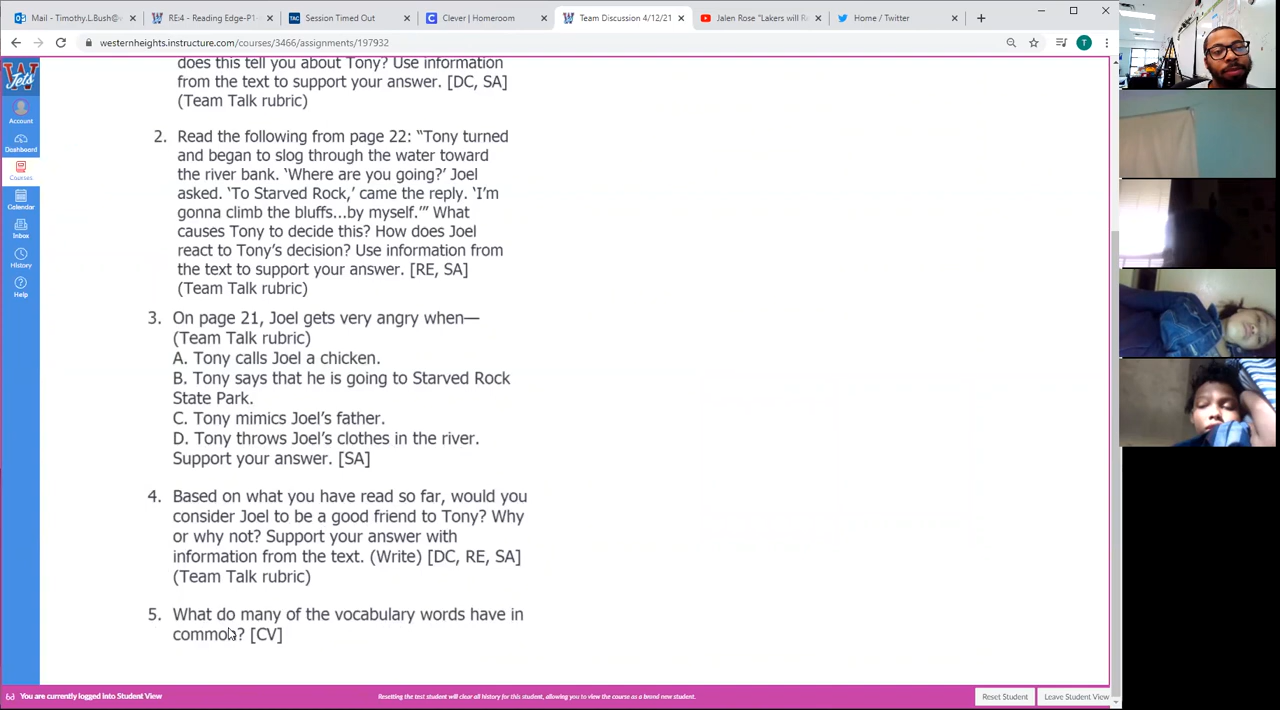 Mail - Timothy.L.Bush@
REi4 - Reading Edge-P1-
Session Timed Out
Clever | Homeroom
Team Discussion 4/12/21
Jalen Rose "Lakers will R
Home / Twitter
westernheights.instructure.com/courses/3466/assignments/197932
T
Jets
Account
Dashboard
Courses
Calendar
Inbox
History
Help
does this tell you about Tony? Use information
from the text to support your answer. [DC, SA]
(Team Talk rubric)
2. Read the following from page 22: “Tony turned
and began to slog through the water toward
the river bank. ‘Where are you going?’ Joel
asked. ‘To Starved Rock,’ came the reply. ‘I’m
gonna climb the bluffs...by myself.’” What
causes Tony to decide this? How does Joel
react to Tony’s decision? Use information from
the text to support your answer. [RE, SA]
(Team Talk rubric)
3. On page 21, Joel gets very angry when—
(Team Talk rubric)
A. Tony calls Joel a chicken.
B. Tony says that he is going to Starved Rock
State Park.
C. Tony mimics Joel’s father.
D. Tony throws Joel’s clothes in the river.
Support your answer. [SA]
4. Based on what you have read so far, would you
consider Joel to be a good friend to Tony? Why
or why not? Support your answer with
information from the text. (Write) [DC, RE, SA]
(Team Talk rubric)
5. What do many of the vocabulary words have in
common? [CV]
You are currently logged into Student View
Resetting the test student will clear all history for this student, allowing you to view the course as a brand new student.
Reset Student
Leave Student View